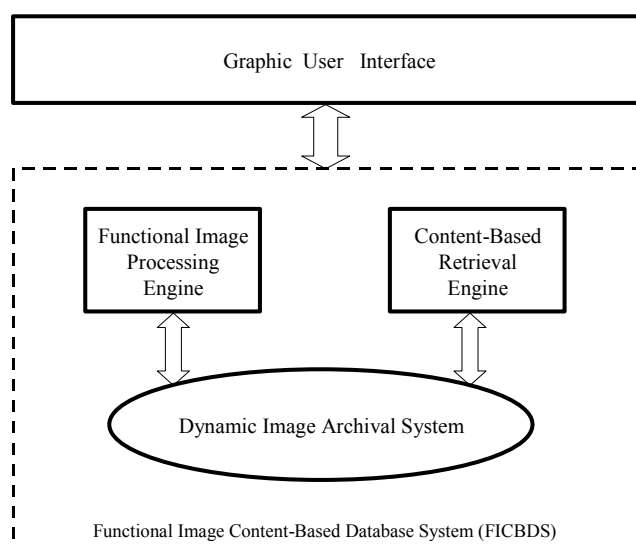 Graphic User Interface
Functional Image
Processing
Engine
Content-Based
Retrieval
Engine
Dynamic Image Archival System
Functional Image Content-Based Database System (FICBDS)